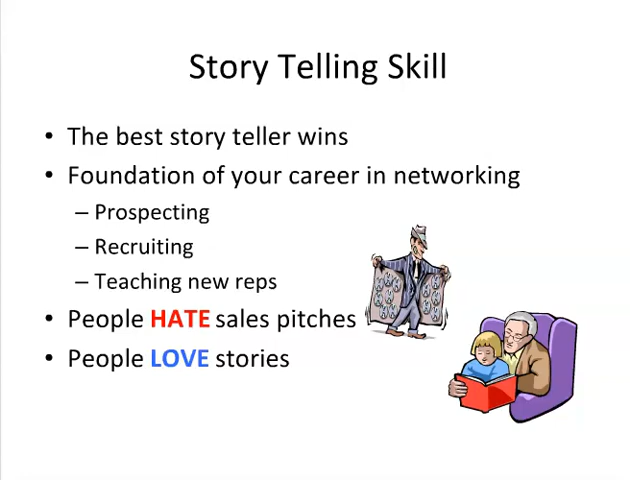 Story Telling Skill
• The best story teller wins
• Foundation of your career in networking
– Prospecting
– Recruiting
– Teaching new reps
• People HATE sales pitches
• People LOVE stories